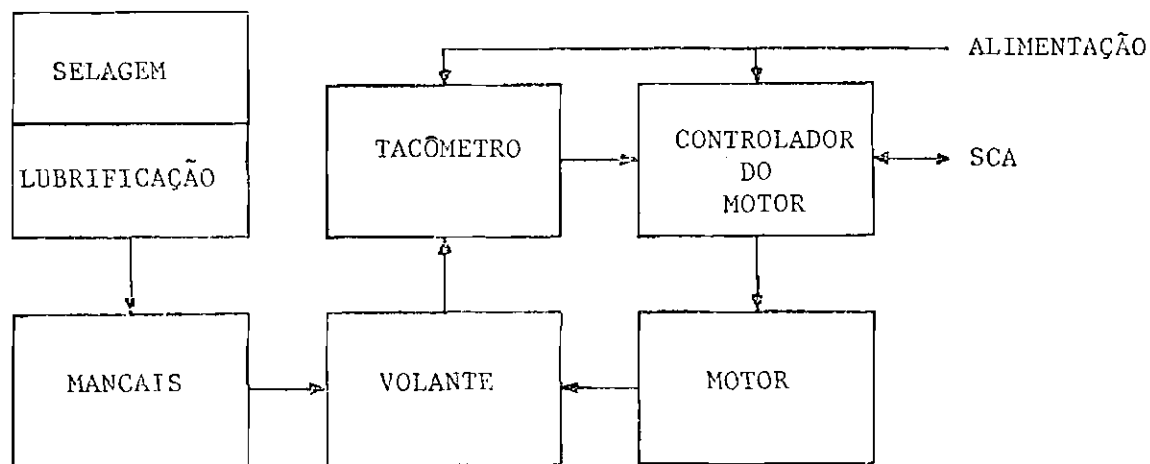 SELAGEM
LUBRIFICAÇÃO
TACÔMETRO
CONTROLADOR
DO
MOTOR
ALIMENTAÇÃO
SCA
MANCAIS
VOLANTE
MOTOR